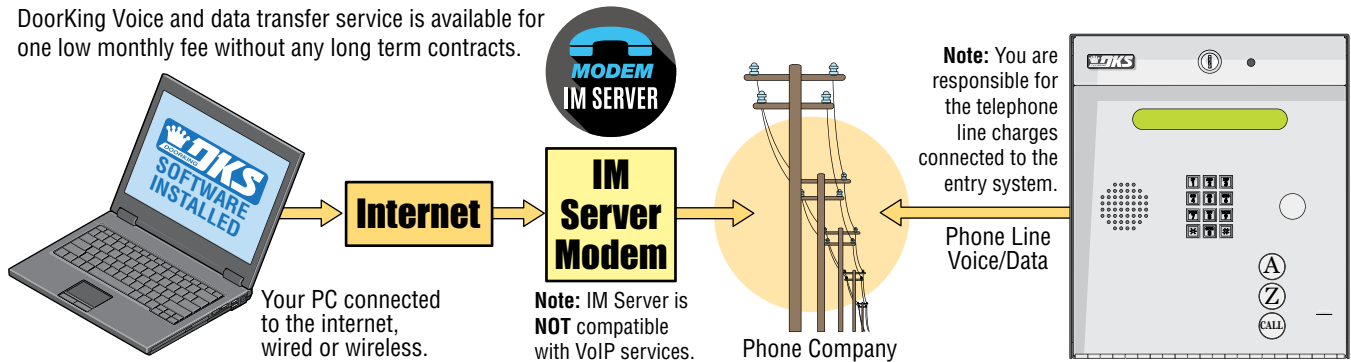 DoorKing Voice and data transfer service is available for
one low monthly fee without any long term contracts.
MODEM
IM SERVER
DKS
DOORKING
SOFTWARE
INSTALLED
Internet
IM
Server
Modem
Your PC connected
to the internet,
wired or wireless.
Note: IM Server is
NOT compatible
with VoIP services.
Phone Company
Note: You are
responsible for
the telephone
line charges
connected to the
entry system.
Phone Line
Voice/Data
DKS
A
Z
CALL